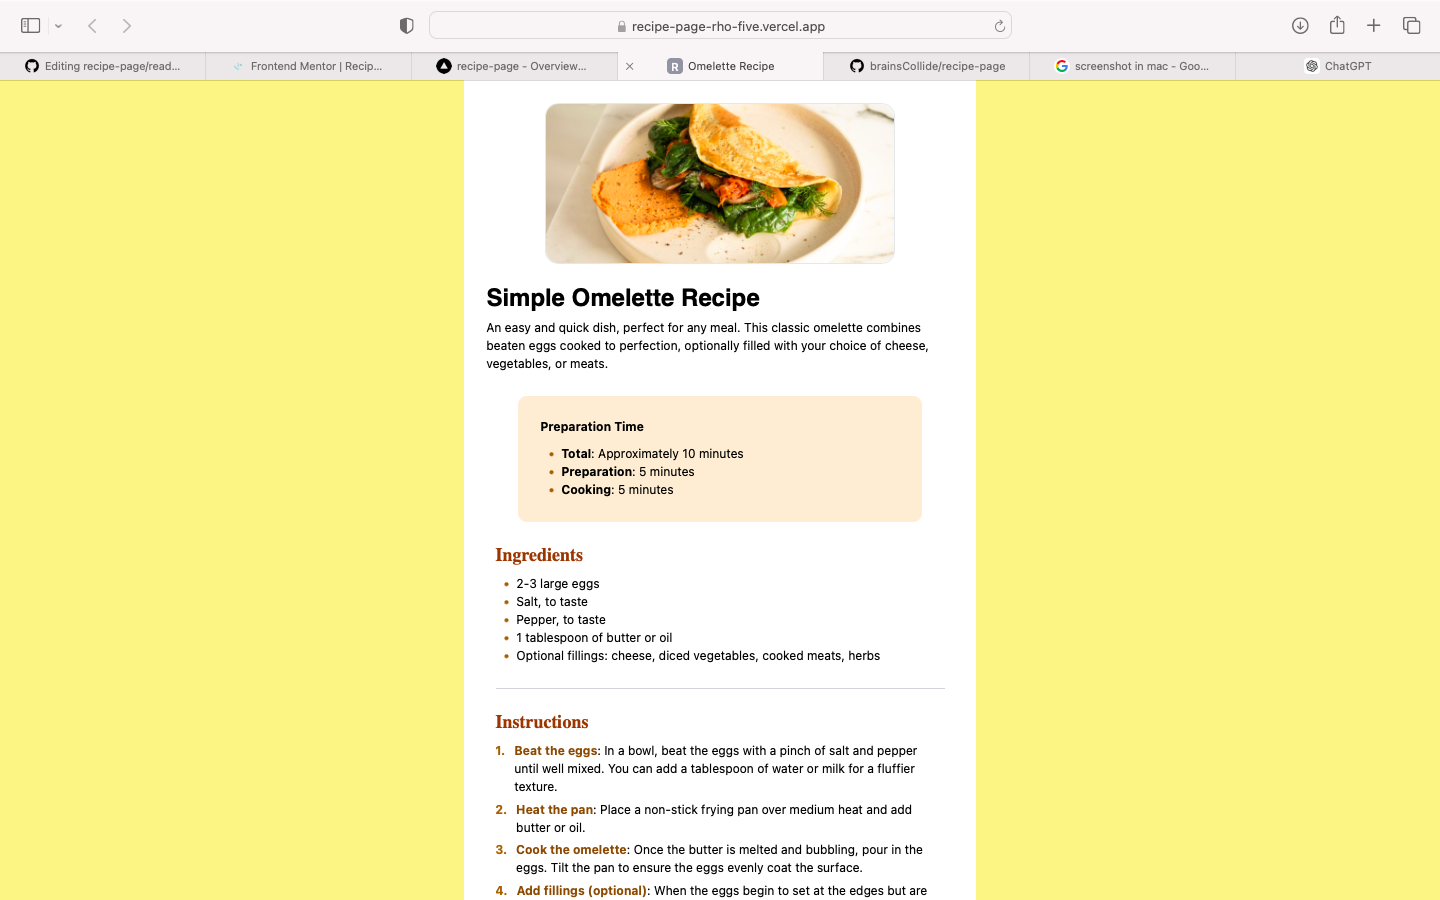 recipe-page-rho-five.vercel.app
Editing recipe-page/read...
Frontend Mentor | Recip...
recipe-page - Overview...
R Omelette Recipe
brainsCollide/recipe-page
screenshot in mac - Goo...
ChatGPT
Simple Omelette Recipe
An easy and quick dish, perfect for any meal. This classic omelette combines
beaten eggs cooked to perfection, optionally filled with your choice of cheese,
vegetables, or meats.
Preparation Time
• Total: Approximately 10 minutes
• Preparation: 5 minutes
• Cooking: 5 minutes
Ingredients
• 2-3 large eggs
• Salt, to taste
• Pepper, to taste
• 1 tablespoon of butter or oil
• Optional fillings: cheese, diced vegetables, cooked meats, herbs
Instructions
1. Beat the eggs: In a bowl, beat the eggs with a pinch of salt and pepper
until well mixed. You can add a tablespoon of water or milk for a fluffier
texture.
2. Heat the pan: Place a non-stick frying pan over medium heat and add
butter or oil.
3. Cook the omelette: Once the butter is melted and bubbling, pour in the
eggs. Tilt the pan to ensure the eggs evenly coat the surface.
4. Add fillings (optional): When the eggs begin to set at the edges but are